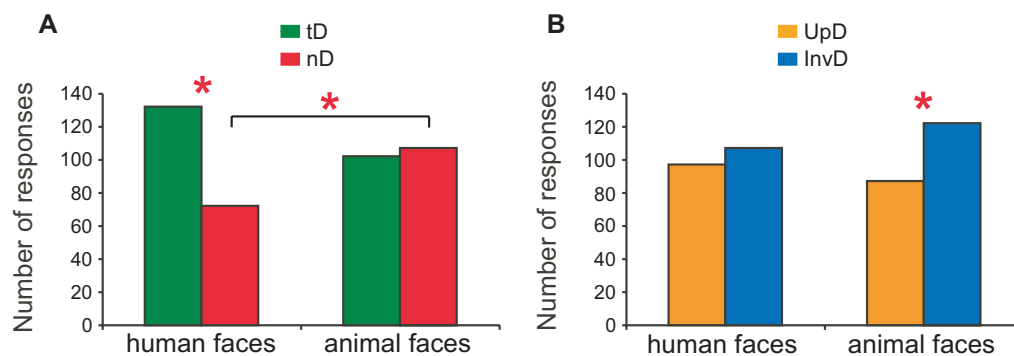 A
tD
nD
Number of responses
140
120
100
80
60
40
20
0
*
*
human faces
animal faces
B
UpD
InvD
Number of responses
140
120
100
80
60
40
20
0
*
human faces
animal faces